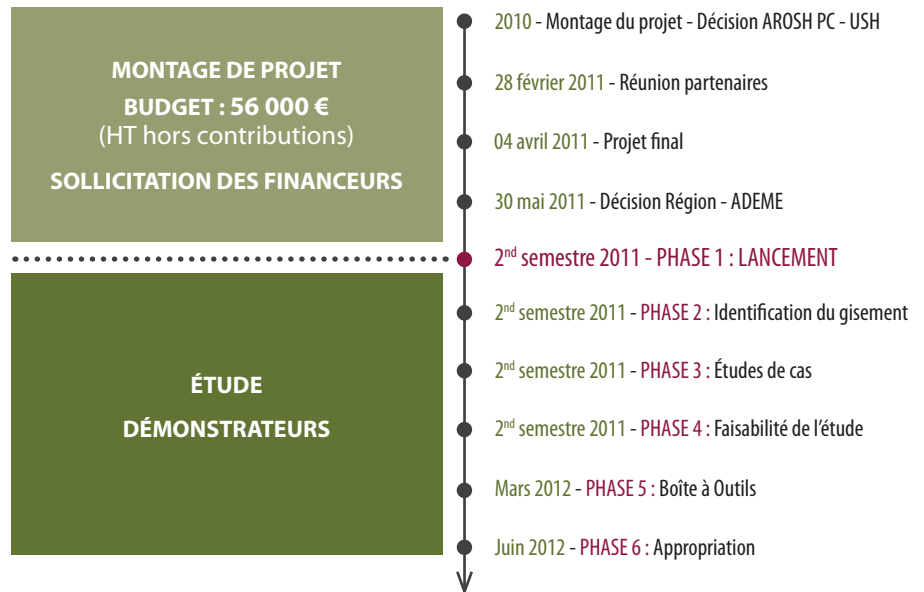 MONTAGE DE PROJET
BUDGET : 56 000 €
(HT hors contributions)
SOLLICITATION DES FINANCEURS
ÉTUDE
DÉMONSTRATEURS
2010 - Montage du projet - Décision AROSH PC - USH
28 février 2011 - Réunion partenaires
04 avril 2011 - Projet final
30 mai 2011 - Décision Région - ADEME
2nd semestre 2011 - PHASE 1 : LANCEMENT
2nd semestre 2011 - PHASE 2 : Identification du gisement
2nd semestre 2011 - PHASE 3 : Études de cas
2nd semestre 2011 - PHASE 4 : Faisabilité de l'étude
Mars 2012 - PHASE 5 : Boîte à Outils
Juin 2012 - PHASE 6 : Appropriation